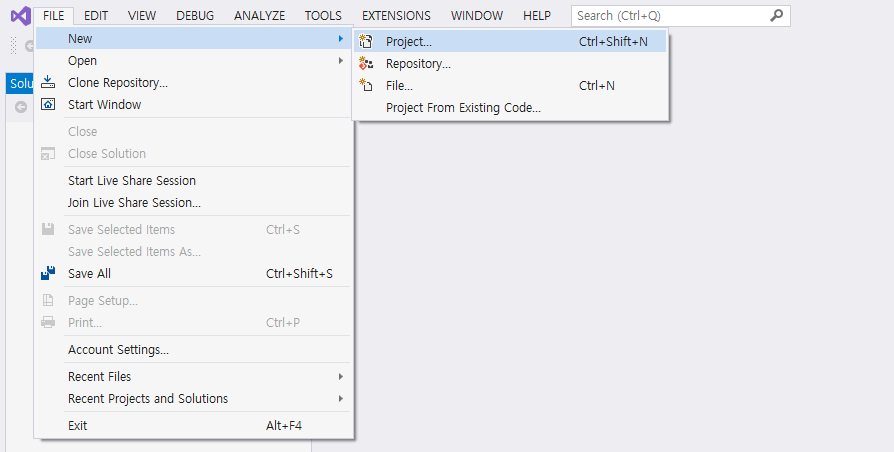 FILE EDIT VIEW DEBUG ANALYZE TOOLS EXTENSIONS WINDOW HELP Search (Ctrl+Q)
New
Project... Ctrl+Shift+N
Open
Repository...
Solu
Clone Repository...
File... Ctrl+N
Start Window
Project From Existing Code...
Close
Close Solution
Start Live Share Session
Join Live Share Session...
Save Selected Items Ctrl+S
Save Selected Items As...
Save All Ctrl+Shift+S
Page Setup...
Print... Ctrl+P
Account Settings...
Recent Files
Recent Projects and Solutions
Exit Alt+F4